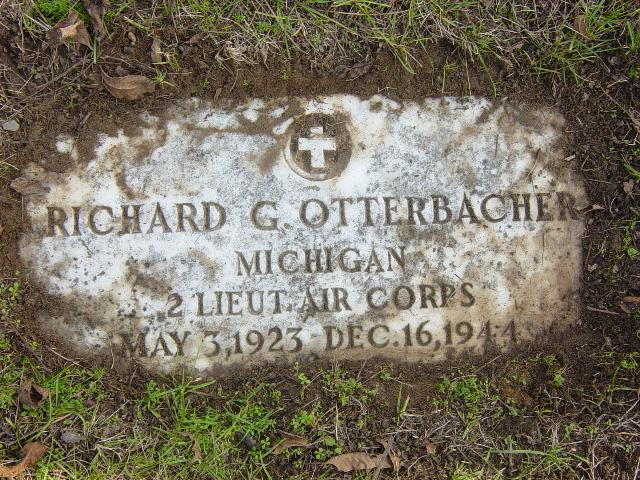 RICHARD G. OTTERBACHER
MICHIGAN
2 LIEUT. AIR CORPS
MAY 3, 1923 DEC. 16, 1944